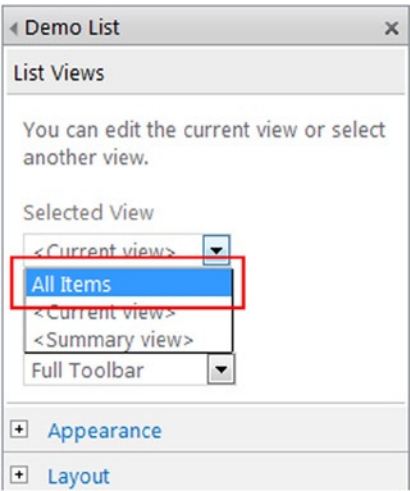 Demo List
List Views
You can edit the current view or select
another view.
Selected View
<Current view>
All Items
<Current view>
<Summary view>
Full Toolbar
Appearance
Layout